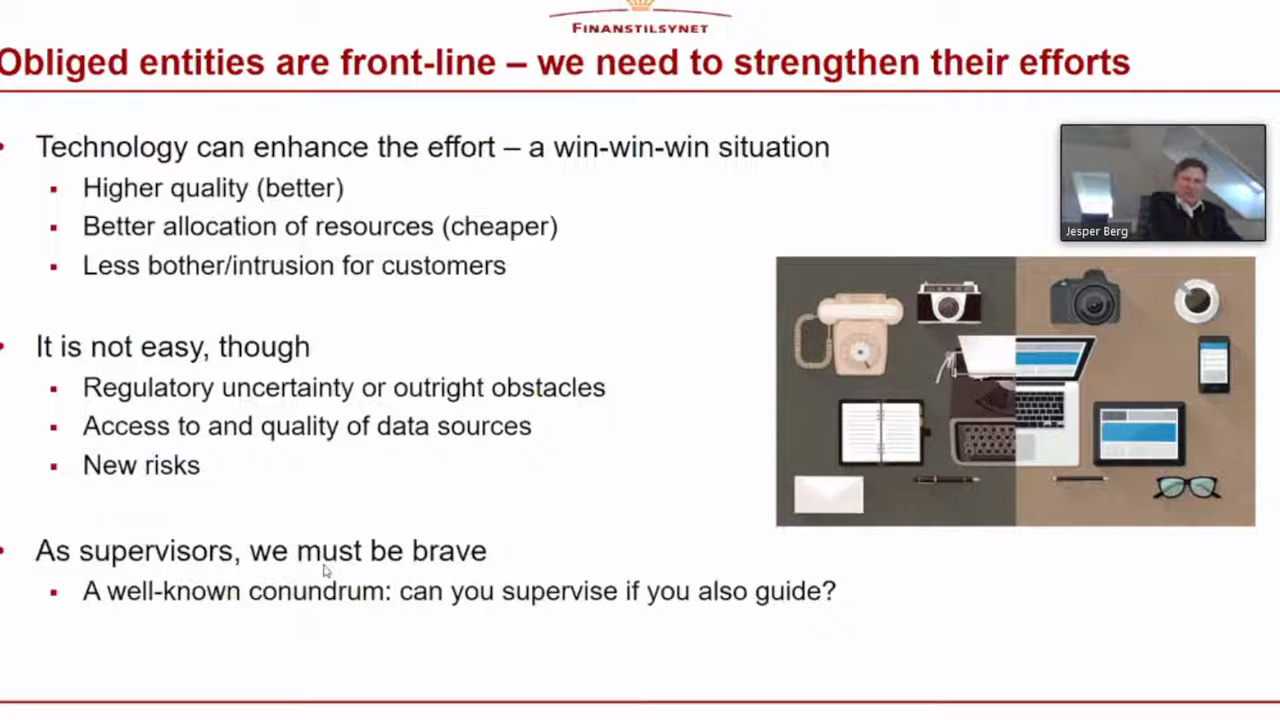 FINANSTILSYNET
Obliged entities are front-line – we need to strengthen their efforts
• Technology can enhance the effort – a win-win-win situation
▪ Higher quality (better)
▪ Better allocation of resources (cheaper)
▪ Less bother/intrusion for customers
Jesper Berg
• It is not easy, though
▪ Regulatory uncertainty or outright obstacles
▪ Access to and quality of data sources
▪ New risks
• As supervisors, we must be brave
▪ A well-known conundrum: can you supervise if you also guide?